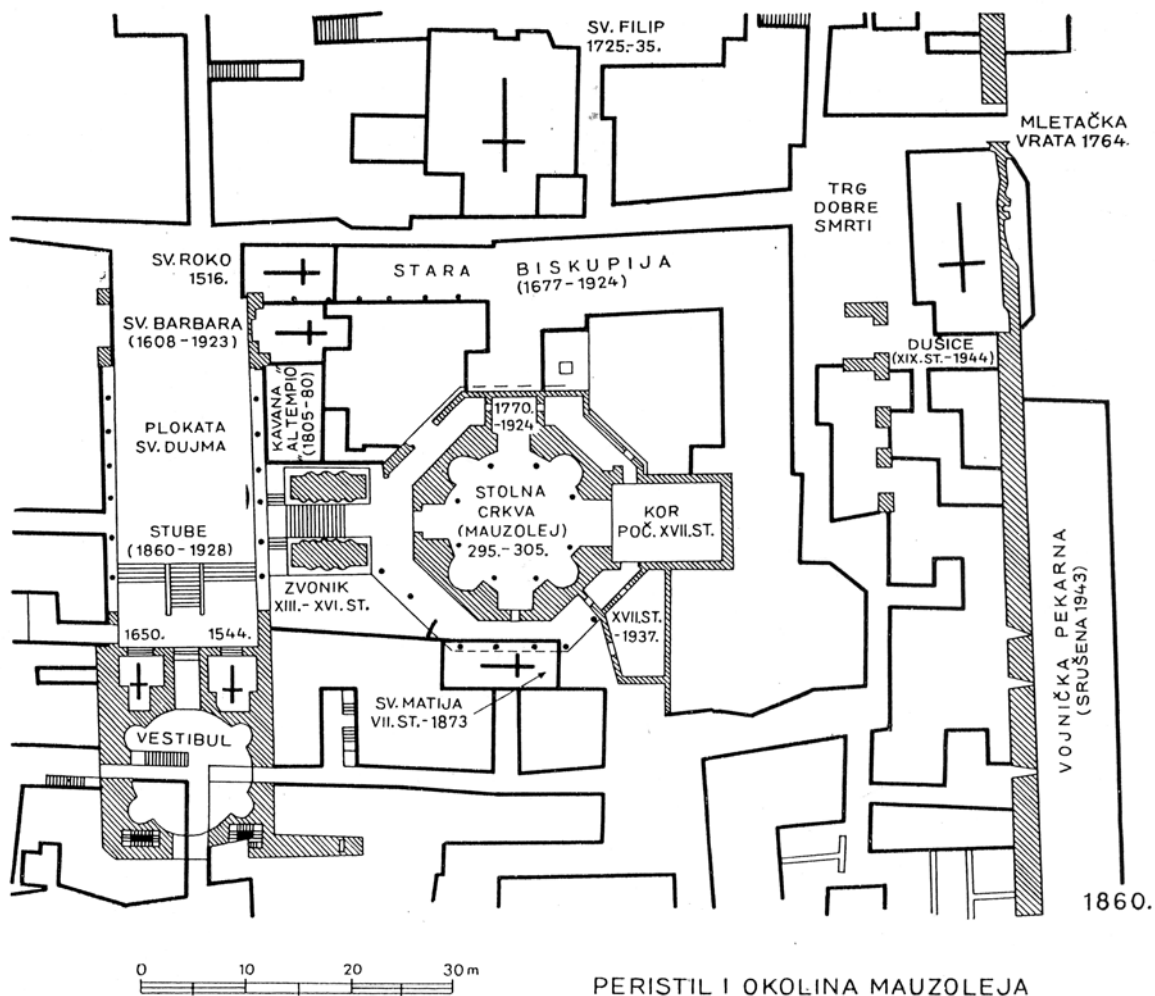 SV. FILIP
1725.-35.
MLETAČKA
VRATA 1764.
TRG
DOBRE
SMRTI
SV. ROKO
1516.
STARA BISKUPIJA
(1677-1924)
SV. BARBARA
(1608-1923)
DUŠICE
(XIX. ST.-1944)
KAVANA
"ALTEMPIO"
(1805-80)
1770.
-1924
PLOKATA
SV. DUJMA
STOLNA
CRKVA
(MAUZOLEJ)
295.-305.
KOR
POČ. XVII. ST.
STUBE
(1860-1928)
ZVONIK
XIII.-XVI. ST.
XVII. ST.
-1937.
1650.
1544.
SV. MATIJA
VII. ST.-1873
VESTIBUL
VOJNIČKA PEKARNA
(SRUŠENA 1943)
1860.
0 10 20 30 m
PERISTIL I OKOLINA MAUZOLEJA